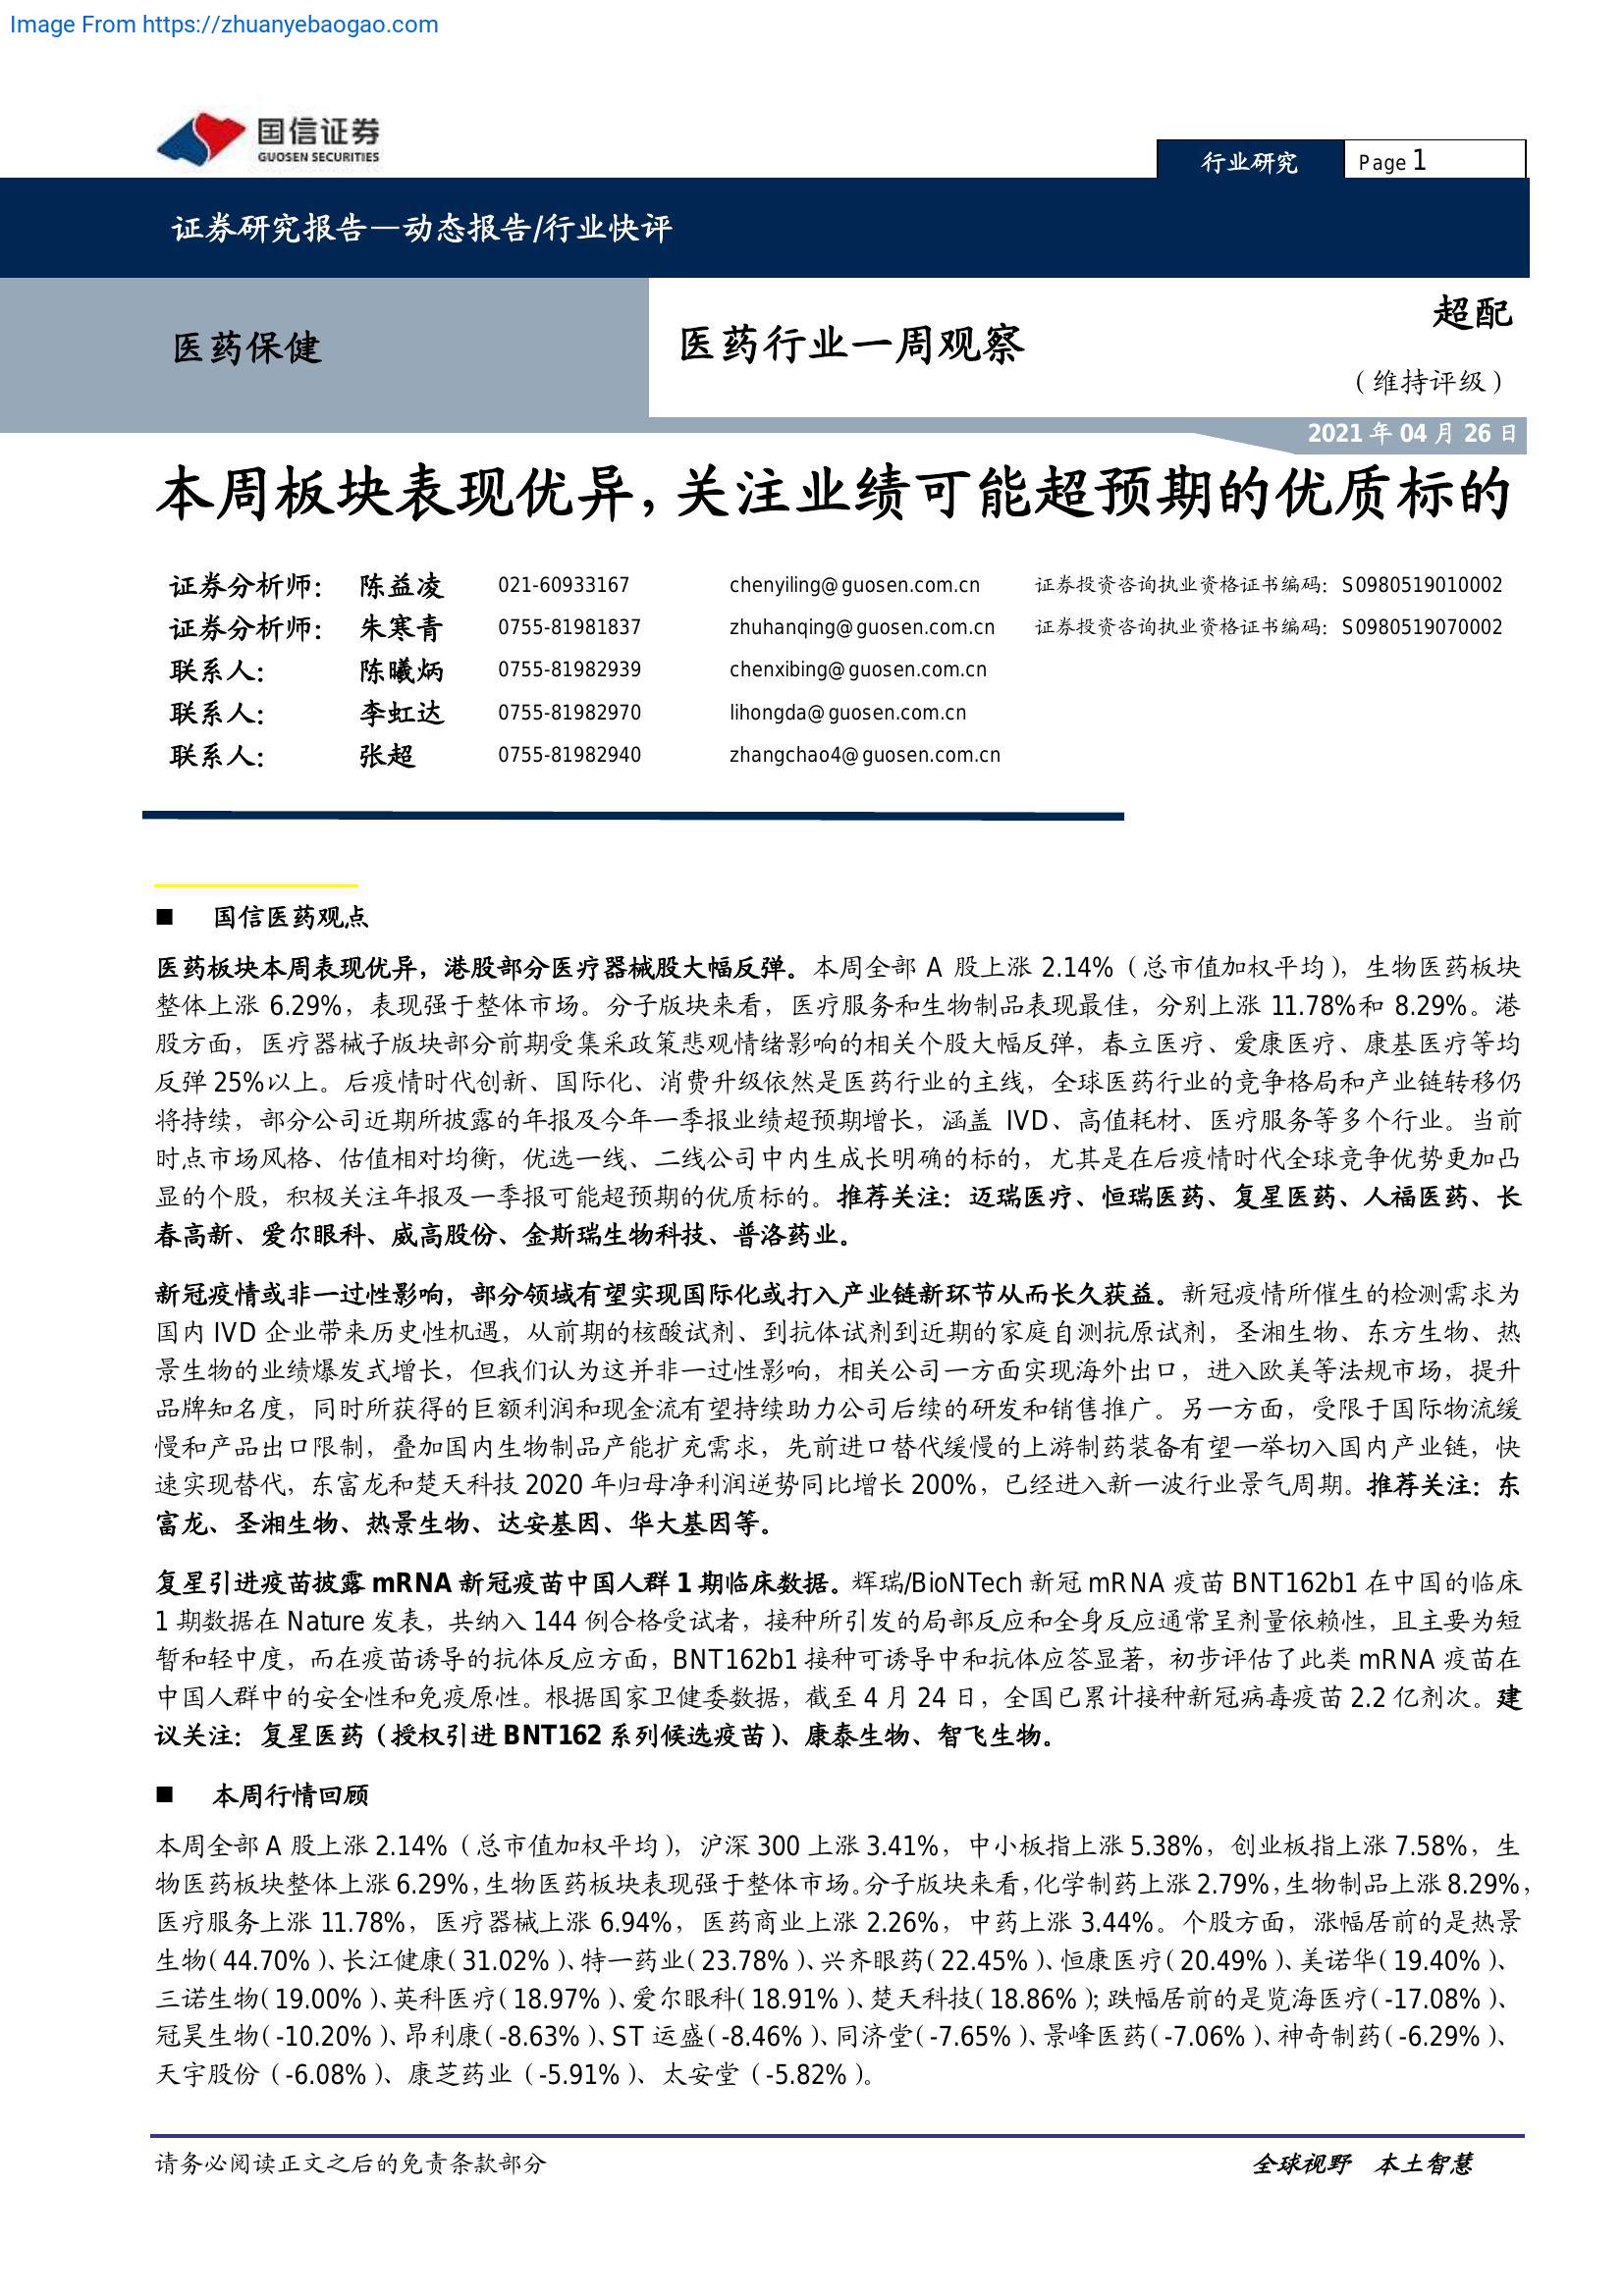 Image From https://zhuanyebaogao.com
国信证券
GUOSEN SECURITIES
行业研究
Page 1
证券研究报告—动态报告/行业快评
医药保健
医药行业一周观察
超配
（维持评级）
2021 年 04 月 26 日
本周板块表现优异，关注业绩可能超预期的优质标的
证券分析师： 陈益凌 021-60933167 chenyiling@guosen.com.cn 证券投资咨询执业资格证书编码：S0980519010002
证券分析师： 朱寒青 0755-81981837 zhuhanqing@guosen.com.cn 证券投资咨询执业资格证书编码：S0980519070002
联系人： 陈曦炳 0755-81982939 chenxibing@guosen.com.cn
联系人： 李虹达 0755-81982970 lihongda@guosen.com.cn
联系人： 张超 0755-81982940 zhangchao4@guosen.com.cn
■ 国信医药观点
医药板块本周表现优异，港股部分医疗器械股大幅反弹。本周全部 A 股上涨 2.14%（总市值加权平均），生物医药板块
整体上涨 6.29%，表现强于整体市场。分子版块来看，医疗服务和生物制品表现最佳，分别上涨 11.78%和 8.29%。港
股方面，医疗器械子版块部分前期受集采政策悲观情绪影响的相关个股大幅反弹，春立医疗、爱康医疗、康基医疗等均
反弹 25%以上。后疫情时代创新、国际化、消费升级依然是医药行业的主线，全球医药行业的竞争格局和产业链转移仍
将持续，部分公司近期所披露的年报及今年一季报业绩超预期增长，涵盖 IVD、高值耗材、医疗服务等多个行业。当前
时点市场风格、估值相对均衡，优选一线、二线公司中内生成长明确的标的，尤其是在后疫情时代全球竞争优势更加凸
显的个股，积极关注年报及一季报可能超预期的优质标的。推荐关注：迈瑞医疗、恒瑞医药、复星医药、人福医药、长
春高新、爱尔眼科、威高股份、金斯瑞生物科技、普洛药业。
新冠疫情或非一过性影响，部分领域有望实现国际化或打入产业链新环节从而长久获益。新冠疫情所催生的检测需求为
国内 IVD 企业带来历史性机遇，从前期的核酸试剂、到抗体试剂到近期的家庭自测抗原试剂，圣湘生物、东方生物、热
景生物的业绩爆发式增长，但我们认为这并非一过性影响，相关公司一方面实现海外出口，进入欧美等法规市场，提升
品牌知名度，同时所获得的巨额利润和现金流有望持续助力公司后续的研发和销售推广。另一方面，受限于国际物流缓
慢和产品出口限制，叠加国内生物制品产能扩充需求，先前进口替代缓慢的上游制药装备有望一举切入国内产业链，快
速实现替代，东富龙和楚天科技 2020 年归母净利润逆势同比增长 200%，已经进入新一波行业景气周期。推荐关注：东
富龙、圣湘生物、热景生物、达安基因、华大基因等。
复星引进疫苗披露 mRNA 新冠疫苗中国人群 1 期临床数据。辉瑞/BioNTech 新冠 mRNA 疫苗 BNT162b1 在中国的临床
1 期数据在 Nature 发表，共纳入 144 例合格受试者，接种所引发的局部反应和全身反应通常呈剂量依赖性，且主要为短
暂和轻中度，而在疫苗诱导的抗体反应方面，BNT162b1 接种可诱导中和抗体应答显著，初步评估了此类 mRNA 疫苗在
中国人群中的安全性和免疫原性。根据国家卫健委数据，截至 4 月 24 日，全国已累计接种新冠病毒疫苗 2.2 亿剂次。建
议关注：复星医药（授权引进 BNT162 系列候选疫苗）、康泰生物、智飞生物。
■ 本周行情回顾
本周全部 A 股上涨 2.14%（总市值加权平均），沪深 300 上涨 3.41%，中小板指上涨 5.38%，创业板指上涨 7.58%，生
物医药板块整体上涨 6.29%，生物医药板块表现强于整体市场。分子版块来看，化学制药上涨 2.79%，生物制品上涨 8.29%，
医疗服务上涨 11.78%，医疗器械上涨 6.94%，医药商业上涨 2.26%，中药上涨 3.44%。个股方面，涨幅居前的是热景
生物（44.70%）、长江健康（31.02%）、特一药业（23.78%）、兴齐眼药（22.45%）、恒康医疗（20.49%）、美诺华（19.40%）、
三诺生物（19.00%）、英科医疗（18.97%）、爱尔眼科（18.91%）、楚天科技（18.86%）；跌幅居前的是览海医疗（-17.08%）、
冠昊生物（-10.20%）、昂利康（-8.63%）、ST 运盛（-8.46%）、同济堂（-7.65%）、景峰医药（-7.06%）、神奇制药（-6.29%）、
天宇股份（-6.08%）、康芝药业（-5.91%）、太安堂（-5.82%）。
请务必阅读正文之后的免责条款部分
全球视野 本土智慧